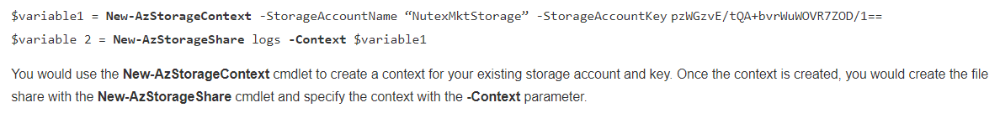 $variable1 = New-AzStorageContext -StorageAccountName “NutexMktStorage” -StorageAccountKey pzWGzvE/tQA+bvrWuWOVR7ZOD/1==
$variable 2 = New-AzStorageShare logs -Context $variable1
You would use the New-AzStorageContext cmdlet to create a context for your existing storage account and key. Once the context is created, you would create the file
share with the New-AzStorageShare cmdlet and specify the context with the -Context parameter.